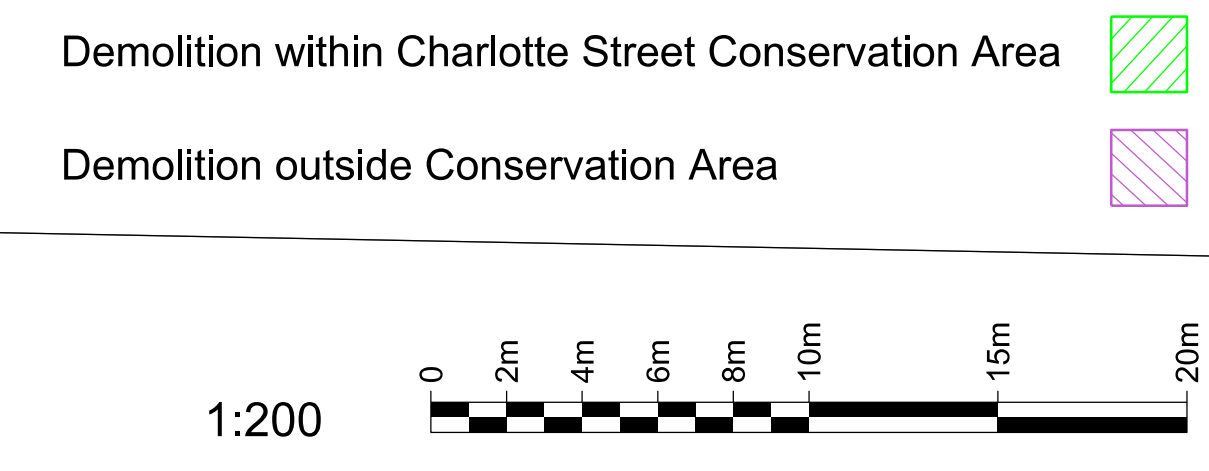 Demolition within Charlotte Street Conservation Area
Demolition outside Conservation Area
0 2m 4m 6m 8m 10m 15m 20m
1:200